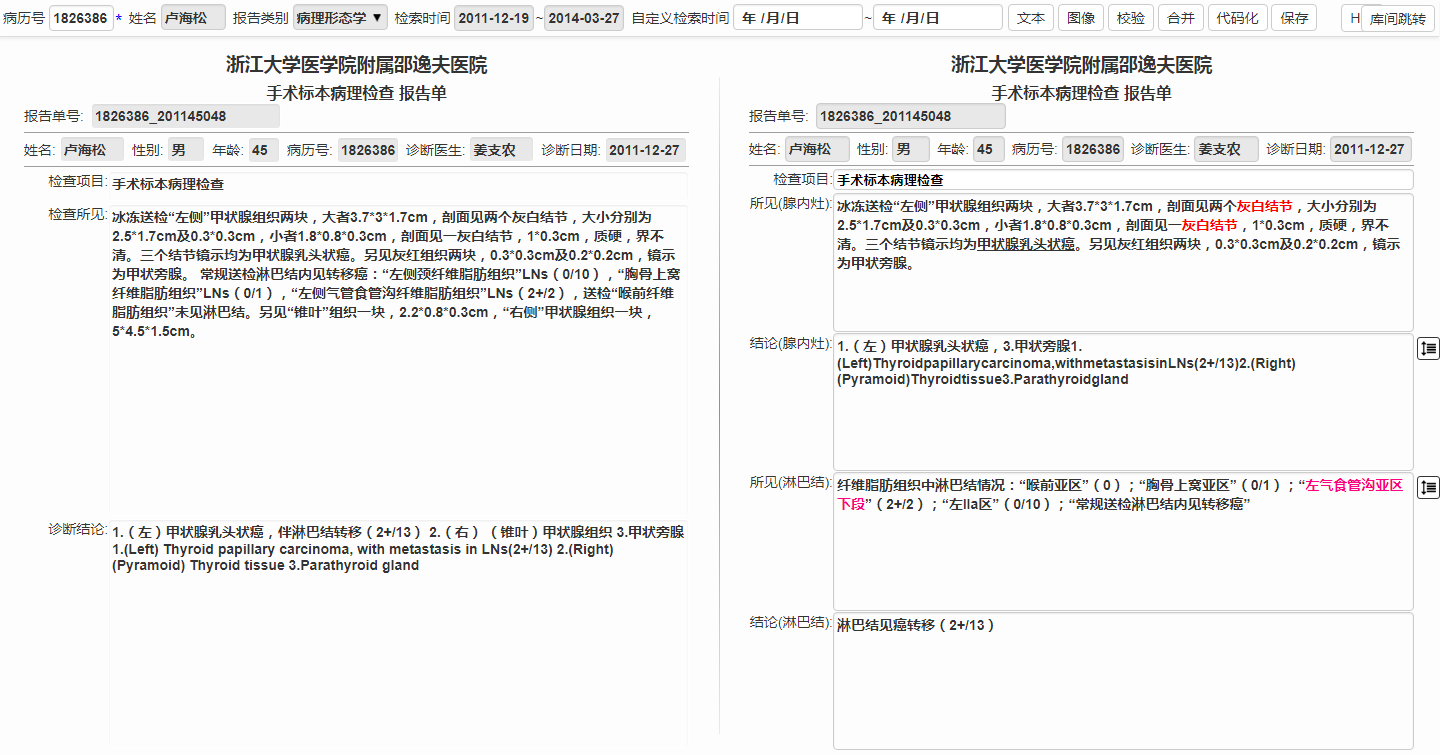 病历号 1826386 * 姓名 卢海松 报告类别 病理形态学 ▼ 检索时间 2011-12-19 ~ 2014-03-27 自定义检索时间 年 /月/日 ~ 年 /月/日 文本 图像 校验 合并 代码化 保存 H 库间跳转
浙江大学医学院附属邵逸夫医院
手术标本病理检查 报告单
报告单号: 1826386_201145048
姓名: 卢海松 性别: 男 年龄: 45 病历号: 1826386 诊断医生: 姜支农 诊断日期: 2011-12-27
检查项目: 手术标本病理检查
检查所见: 冰冻送检“左侧”甲状腺组织两块，大者3.7*3*1.7cm，剖面见两个灰白结节，大小分别为
2.5*1.7cm及0.3*0.3cm，小者1.8*0.8*0.3cm，剖面见一灰白结节，1*0.3cm，质硬，界不
清。三个结节镜示均为甲状腺乳头状癌。另见灰红组织两块，0.3*0.3cm及0.2*0.2cm，镜示
为甲状旁腺。 常规送检淋巴结内见转移癌：“左侧颈纤维脂肪组织”LNs（0/10），“胸骨上窝
纤维脂肪组织”LNs（0/1），“左侧气管食管沟纤维脂肪组织”LNs（2+/2），送检“喉前纤维
脂肪组织”未见淋巴结。另见“锥叶”组织一块，2.2*0.8*0.3cm，“右侧”甲状腺组织一块，
5*4.5*1.5cm。
诊断结论: 1.（左）甲状腺乳头状癌，伴淋巴结转移（2+/13） 2.（右）（锥叶）甲状腺组织 3.甲状旁腺
1.(Left) Thyroid papillary carcinoma, with metastasis in LNs(2+/13) 2.(Right)
(Pyramoid) Thyroid tissue 3.Parathyroid gland
浙江大学医学院附属邵逸夫医院
手术标本病理检查 报告单
报告单号: 1826386_201145048
姓名: 卢海松 性别: 男 年龄: 45 病历号: 1826386 诊断医生: 姜支农 诊断日期: 2011-12-27
检查项目: 手术标本病理检查
所见(腺内灶): 冰冻送检“左侧”甲状腺组织两块，大者3.7*3*1.7cm，剖面见两个灰白结节，大小分别为
2.5*1.7cm及0.3*0.3cm，小者1.8*0.8*0.3cm，剖面见一灰白结节，1*0.3cm，质硬，界不
清。三个结节镜示均为甲状腺乳头状癌。另见灰红组织两块，0.3*0.3cm及0.2*0.2cm，镜示
为甲状旁腺。
结论(腺内灶): 1.（左）甲状腺乳头状癌，3.甲状旁腺1.
(Left)Thyroidpapillarycarcinoma,withmetastasisinLNs(2+/13)2.(Right)
(Pyramoid)Thyroidtissue3.Parathyroidgland
所见(淋巴结): 纤维脂肪组织中淋巴结情况：“喉前亚区”（0）；“胸骨上窝亚区”（0/1）；“左气食管沟亚区
下段”（2+/2）；“左IIa区”（0/10）；“常规送检淋巴结内见转移癌”
结论(淋巴结): 淋巴结见癌转移（2+/13）